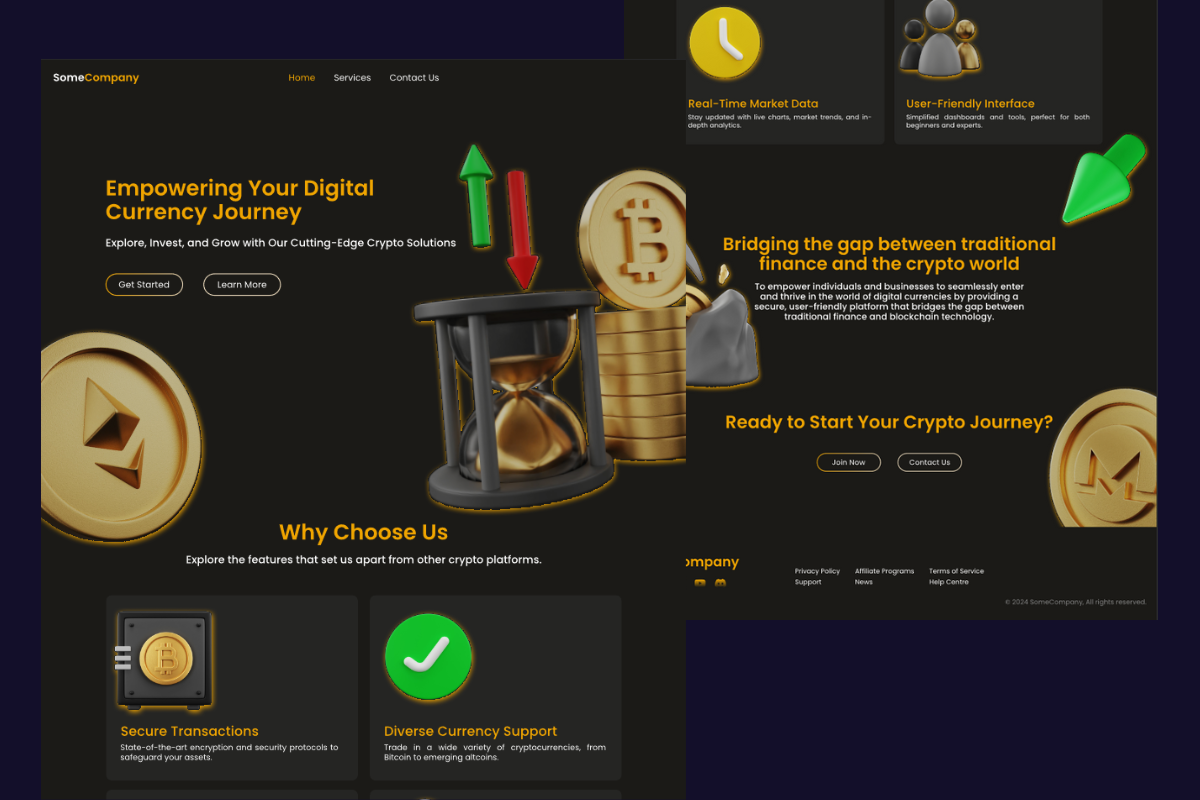 SomeCompany
Home Services Contact Us
Empowering Your Digital
Currency Journey
Explore, Invest, and Grow with Our Cutting-Edge Crypto Solutions
Get Started Learn More
Why Choose Us
Explore the features that set us apart from other crypto platforms.
Secure Transactions
State-of-the-art encryption and security protocols to
safeguard your assets.
Diverse Currency Support
Trade in a wide variety of cryptocurrencies, from
Bitcoin to emerging altcoins.
Real-Time Market Data
Stay updated with live charts, market trends, and in-
depth analytics.
User-Friendly Interface
Simplified dashboards and tools, perfect for both
beginners and experts.
Bridging the gap between traditional
finance and the crypto world
To empower individuals and businesses to seamlessly enter
and thrive in the world of digital currencies by providing a
secure, user-friendly platform that bridges the gap between
traditional finance and blockchain technology.
Ready to Start Your Crypto Journey?
Join Now Contact Us
ompany
Privacy Policy Affiliate Programs Terms of Service
Support News Help Centre
© 2024 SomeCompany, All rights reserved.